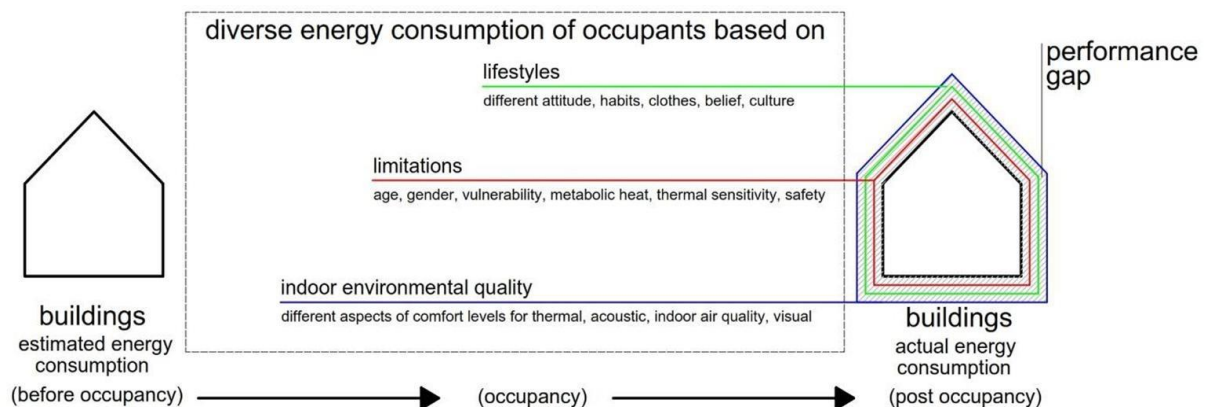 diverse energy consumption of occupants based on
performance
gap
lifestyles
different attitude, habits, clothes, belief, culture
limitations
age, gender, vulnerability, metabolic heat, thermal sensitivity, safety
indoor environmental quality
different aspects of comfort levels for thermal, acoustic, indoor air quality, visual
buildings
estimated energy
consumption
(before occupancy)
(occupancy)
buildings
actual energy
consumption
(post occupancy)